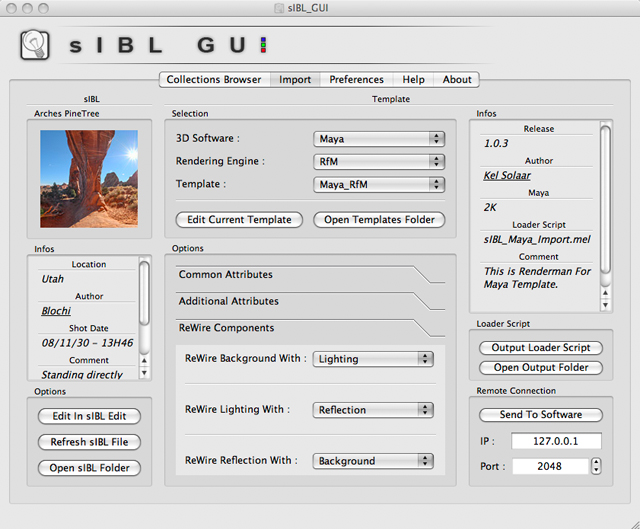 sIBL_GUI
sIBL GUI
Collections Browser Import Preferences Help About
sIBL
Arches PineTree
Infos
Location
Utah
Author
Blochi
Shot Date
08/11/30 - 13H46
Comment
Standing directly
Options
Edit In sIBL Edit
Refresh sIBL File
Open sIBL Folder
Template
Selection
3D Software : Maya
Rendering Engine : RfM
Template : Maya_RfM
Edit Current Template Open Templates Folder
Options
Common Attributes
Additional Attributes
ReWire Components
ReWire Background With : Lighting
ReWire Lighting With : Reflection
ReWire Reflection With : Background
Infos
Release
1.0.3
Author
Kel Solaar
Maya
2K
Loader Script
sIBL_Maya_Import.mel
Comment
This is Renderman For
Maya Template.
Loader Script
Output Loader Script
Open Output Folder
Remote Connection
Send To Software
IP : 127.0.0.1
Port : 2048